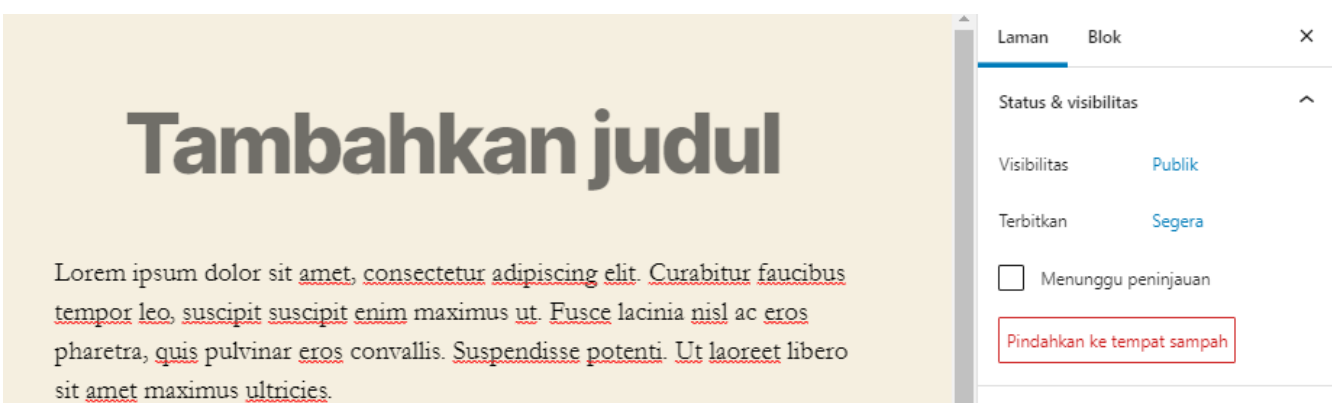 Tambahkan judul
Lorem ipsum dolor sit amet, consectetur adipiscing elit. Curabitur faucibus
tempor leo, suscipit suscipit enim maximus ut. Fusce lacinia nisl ac eros
pharetra, quis pulvinar eros convallis. Suspendisse potenti. Ut laoreet libero
sit amet maximus ultricies.
Laman Blok
Status & visibilitas
Visibilitas Publik
Terbitkan Segera
Menunggu peninjauan
Pindahkan ke tempat sampah